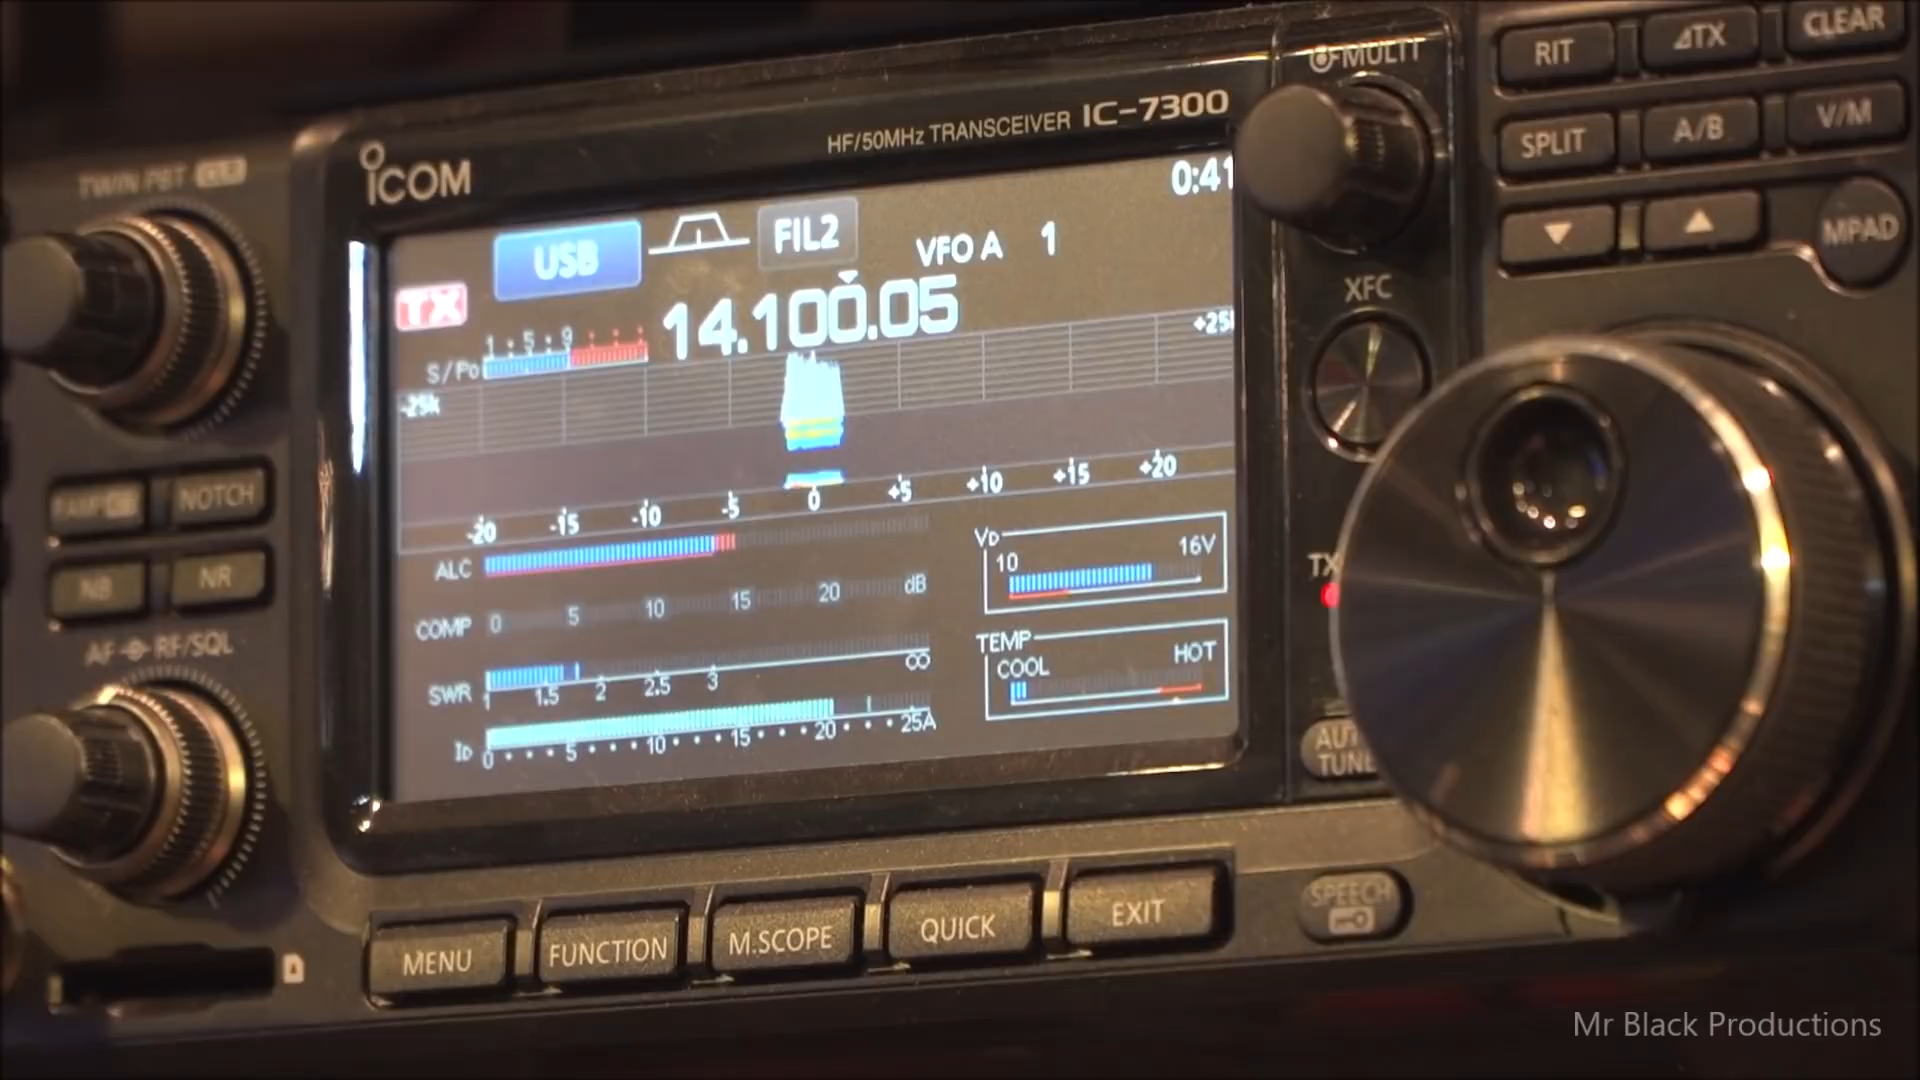 ICOM
HF/50MHz TRANSCEIVER IC-7300
MULTI
RIT
⊿TX
CLEAR
SPLIT
A/B
V/M
▼
▲
MPAD
TWIN PBT CLR
NOTCH
NB
NR
AF RF/SQL
0:41
USB
FIL2
VFO A 1
TX
14.100.05
S/Po 1 5 9
-25k
+25k
-20 -15 -10 -5 0 +5 +10 +15 +20
ALC
COMP 0 5 10 15 20 dB
SWR 1 1.5 2 2.5 3 ∞
ID 0 5 10 15 20 25A
VD
10 16V
TEMP
COOL HOT
XFC
TX
AUTO
TUNE
SPEECH
MENU
FUNCTION
M.SCOPE
QUICK
EXIT
Mr Black Productions